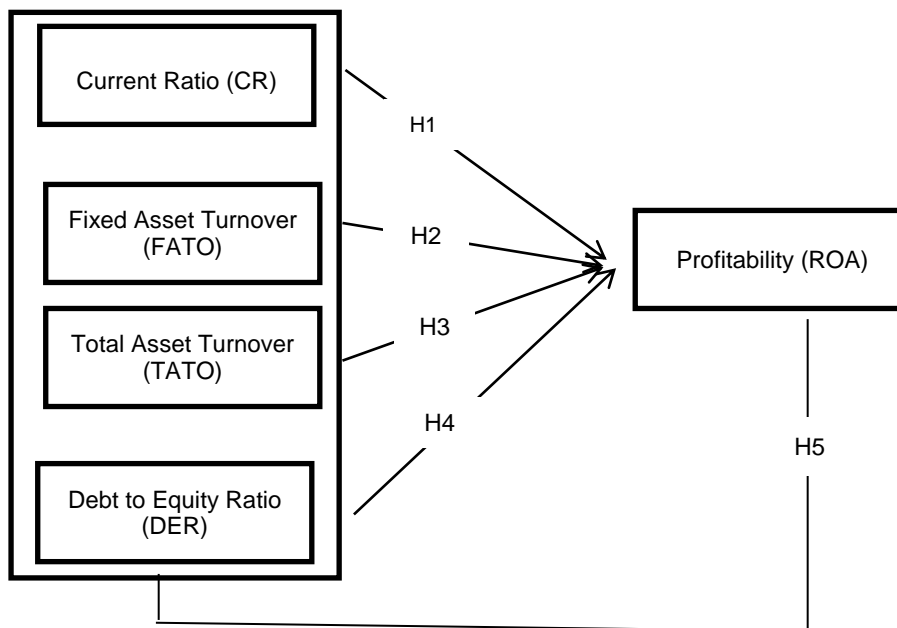 Current Ratio (CR)
H1
Fixed Asset Turnover
(FATO)
H2
Profitability (ROA)
Total Asset Turnover
(TATO)
H3
H4
H5
Debt to Equity Ratio
(DER)